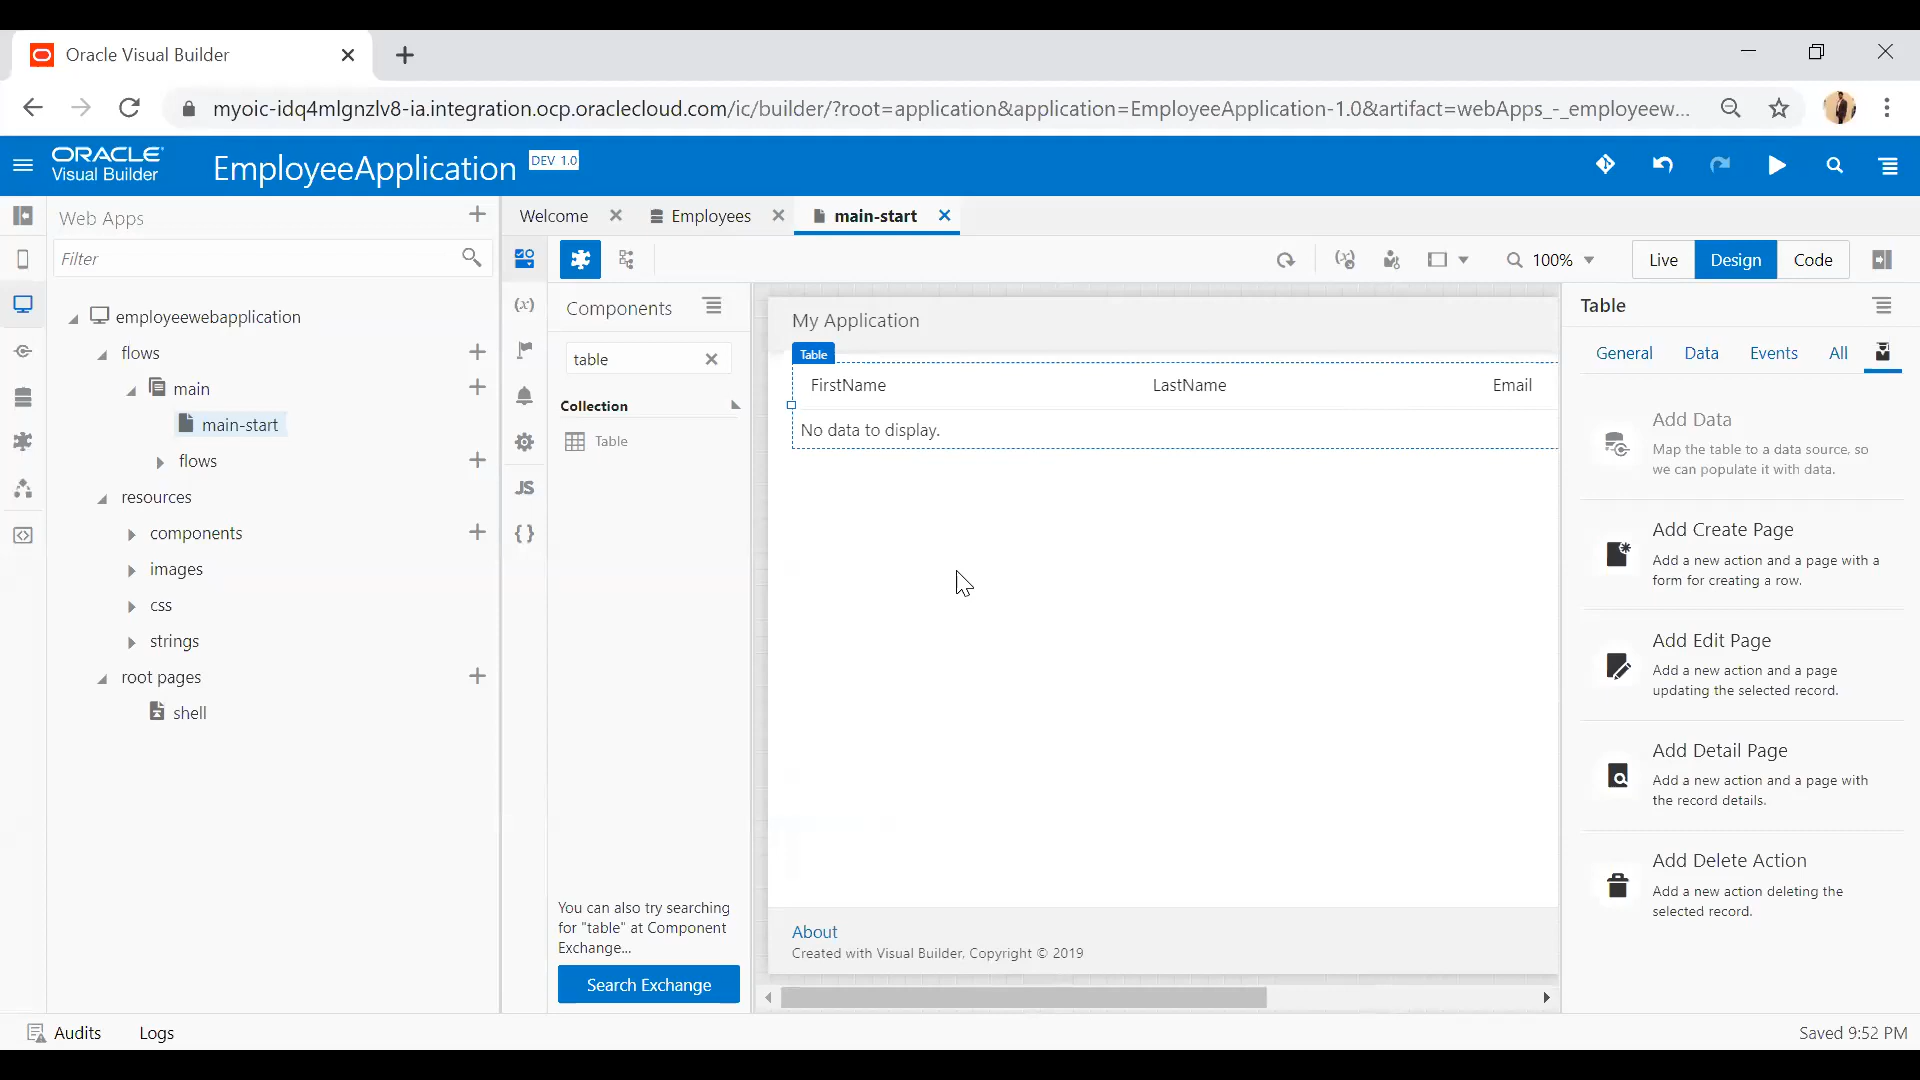 Oracle Visual Builder
myoic-idq4mlgnzlv8-ia.integration.ocp.oraclecloud.com/ic/builder/?root=application&application=EmployeeApplication-1.0&artifact=webApps_-_employeew...
ORACLE
Visual Builder
EmployeeApplication
DEV 1.0
Web Apps
Filter
employeewebapplication
flows
main
main-start
flows
resources
components
images
css
strings
root pages
shell
Welcome
Employees
main-start
100%
Live
Design
Code
(x)
JS
{ }
Components
table
Collection
Table
You can also try searching
for "table" at Component
Exchange...
Search Exchange
My Application
Table
FirstName
LastName
Email
No data to display.
About
Created with Visual Builder, Copyright © 2019
Table
General
Data
Events
All
Add Data
Map the table to a data source, so
we can populate it with data.
Add Create Page
Add a new action and a page with a
form for creating a row.
Add Edit Page
Add a new action and a page
updating the selected record.
Add Detail Page
Add a new action and a page with
the record details.
Add Delete Action
Add a new action deleting the
selected record.
Audits
Logs
Saved 9:52 PM